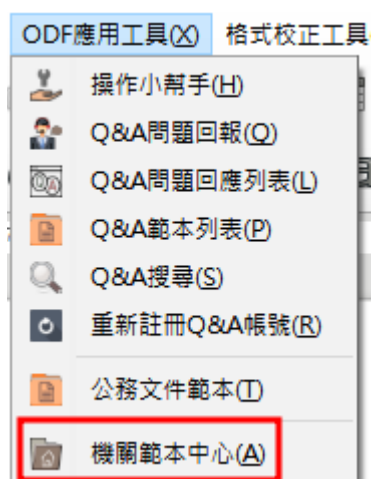 ODF應用工具(X) 格式校正工具
操作小幫手(H)
Q&A問題回報(Q)
Q&A問題回應列表(L)
Q&A範本列表(P)
Q&A搜尋(S)
重新註冊Q&A帳號(R)
公務文件範本(T)
機關範本中心(A)